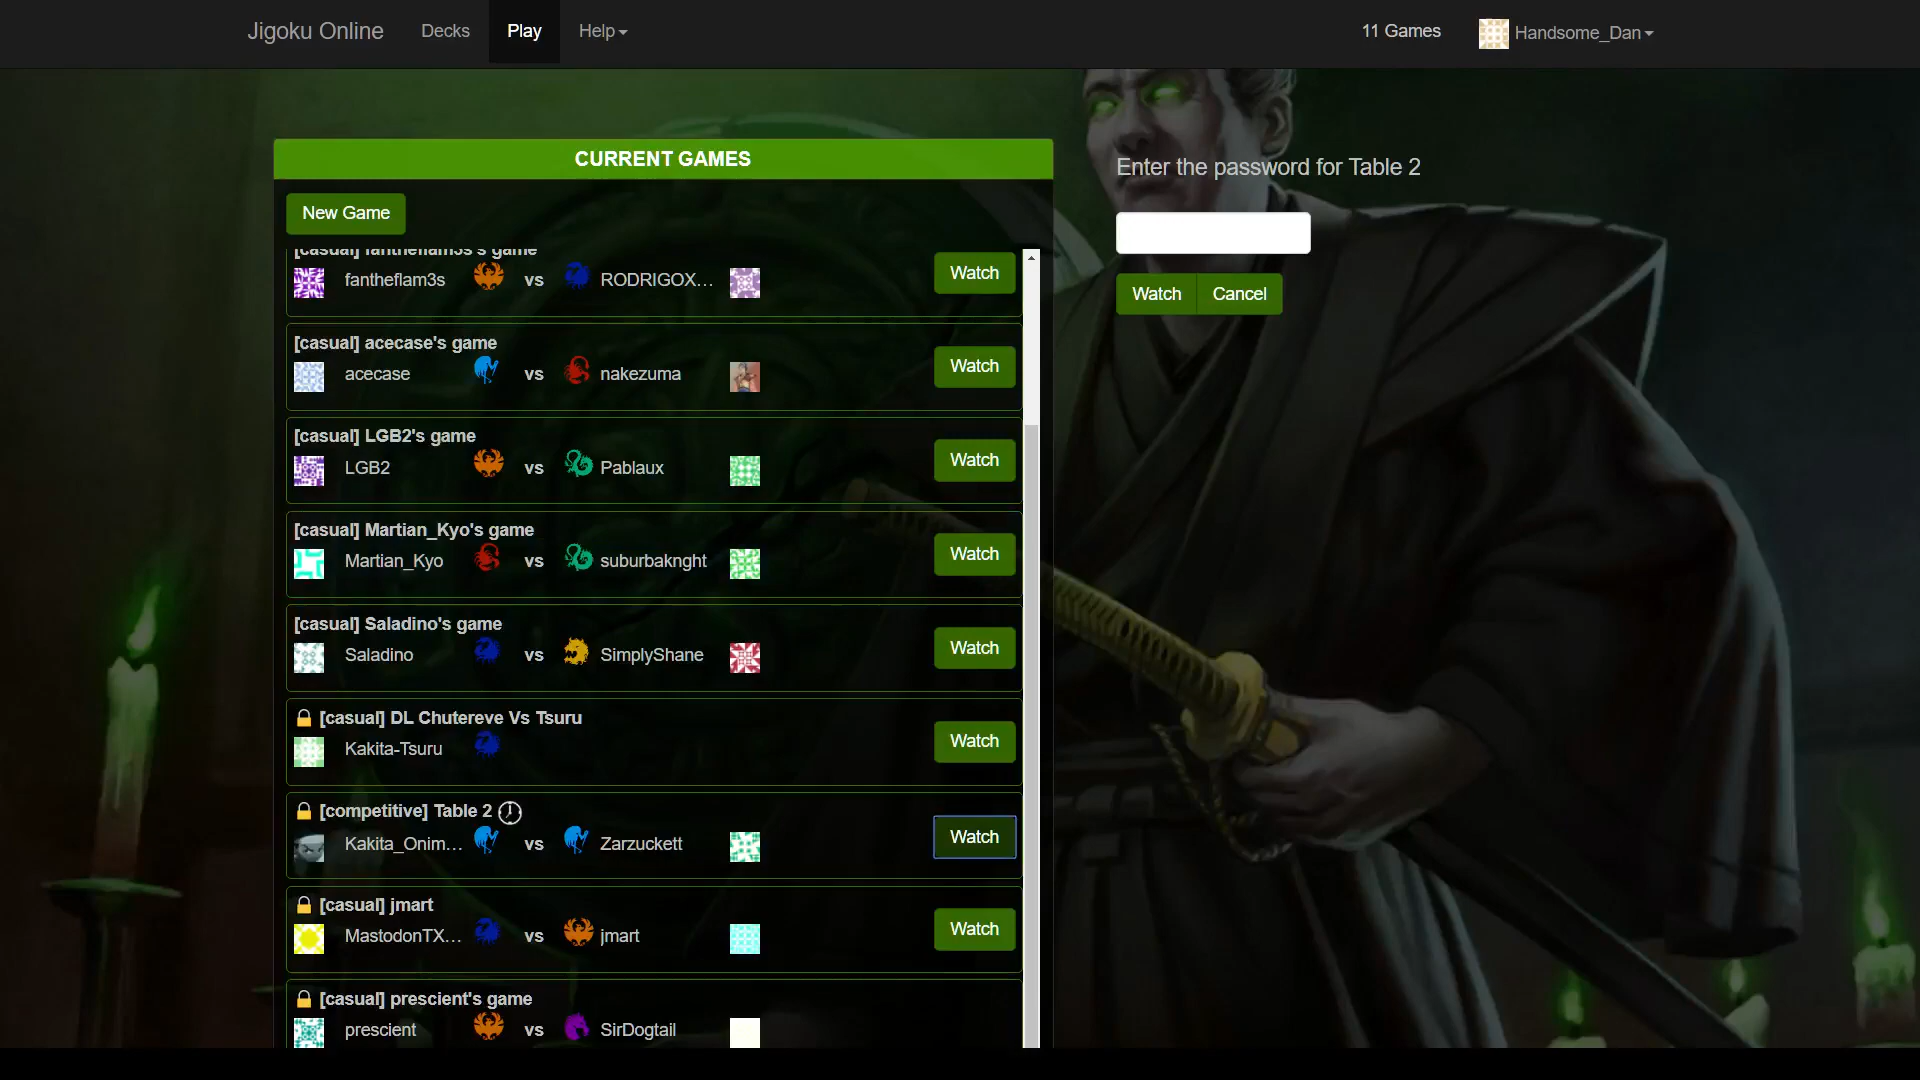 Jigoku Online Decks Play Help 11 Games Handsome_Dan
CURRENT GAMES
New Game
[casual] fantheflam3s's game
fantheflam3s vs RODRIGOX... Watch
[casual] acecase's game
acecase vs nakezuma Watch
[casual] LGB2's game
LGB2 vs Pablaux Watch
[casual] Martian_Kyo's game
Martian_Kyo vs suburbaknght Watch
[casual] Saladino's game
Saladino vs SimplyShane Watch
[casual] DL Chutereve Vs Tsuru
Kakita-Tsuru Watch
[competitive] Table 2
Kakita_Onim... vs Zarzuckett Watch
[casual] jmart
MastodonTX... vs jmart Watch
[casual] prescient's game
prescient vs SirDogtail
Enter the password for Table 2
Watch Cancel